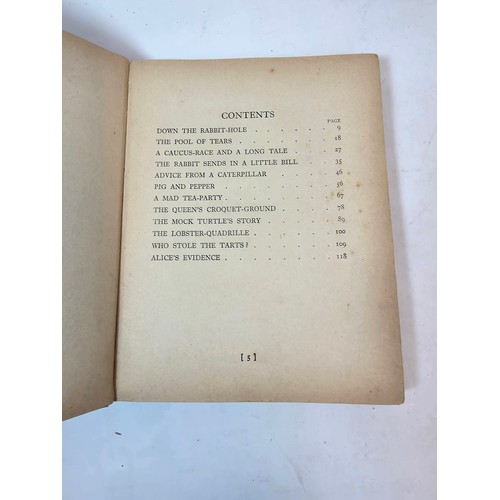 CONTENTS
PAGE
DOWN THE RABBIT-HOLE . . . . . . 9
THE POOL OF TEARS . . . . . . 18
A CAUCUS-RACE AND A LONG TALE . . . . 27
THE RABBIT SENDS IN A LITTLE BILL . . . 35
ADVICE FROM A CATERPILLAR . . . . . 46
PIG AND PEPPER . . . . . . . 56
A MAD TEA-PARTY . . . . . . . 67
THE QUEEN'S CROQUET-GROUND . . . . 78
THE MOCK TURTLE'S STORY . . . . . 89
THE LOBSTER-QUADRILLE . . . . . 100
WHO STOLE THE TARTS? . . . . . . 109
ALICE'S EVIDENCE . . . . . . . 118
[ 5 ]